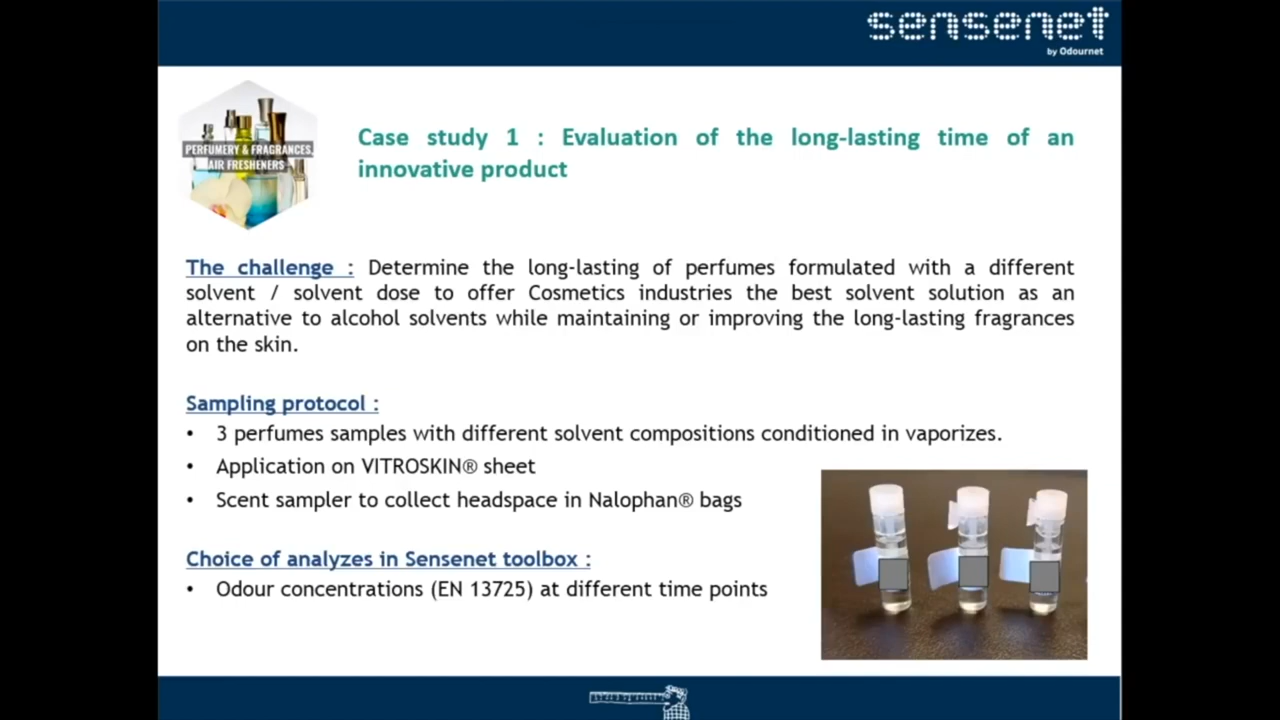 sensenet
by Odournet
PERFUMERY & FRAGRANCES,
AIR FRESHENERS
Case study 1 : Evaluation of the long-lasting time of an
innovative product
The challenge : Determine the long-lasting of perfumes formulated with a different
solvent / solvent dose to offer Cosmetics industries the best solvent solution as an
alternative to alcohol solvents while maintaining or improving the long-lasting fragrances
on the skin.
Sampling protocol :
• 3 perfumes samples with different solvent compositions conditioned in vaporizes.
• Application on VITROSKIN® sheet
• Scent sampler to collect headspace in Nalophan® bags
Choice of analyzes in Sensenet toolbox :
• Odour concentrations (EN 13725) at different time points